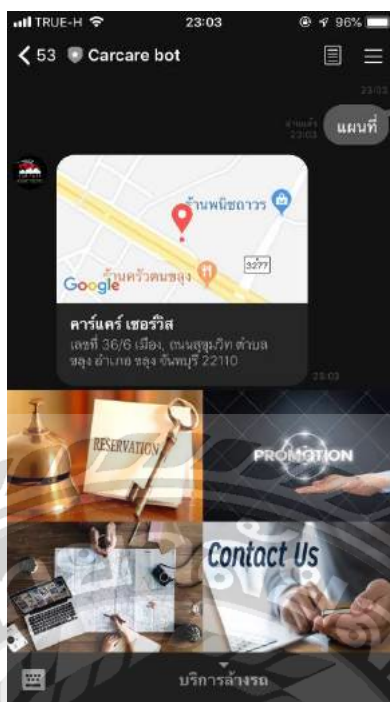 TRUE-H 23:03 96%
53 Carcare bot
23:03
แผนที่
อ่านแล้ว
23:03
ร้านพนิชถาวร
3277
ร้านครัวคนขลุง
Google
คาร์แคร์ เซอร์วิส
เลขที่ 36/6 เมือง, ถนนสุขุมวิท ตำบล
ขลุง อำเภอ ขลุง จันทบุรี 22110
23:03
RESERVATION
PROMOTION
Contact Us
บริการล้างรถ